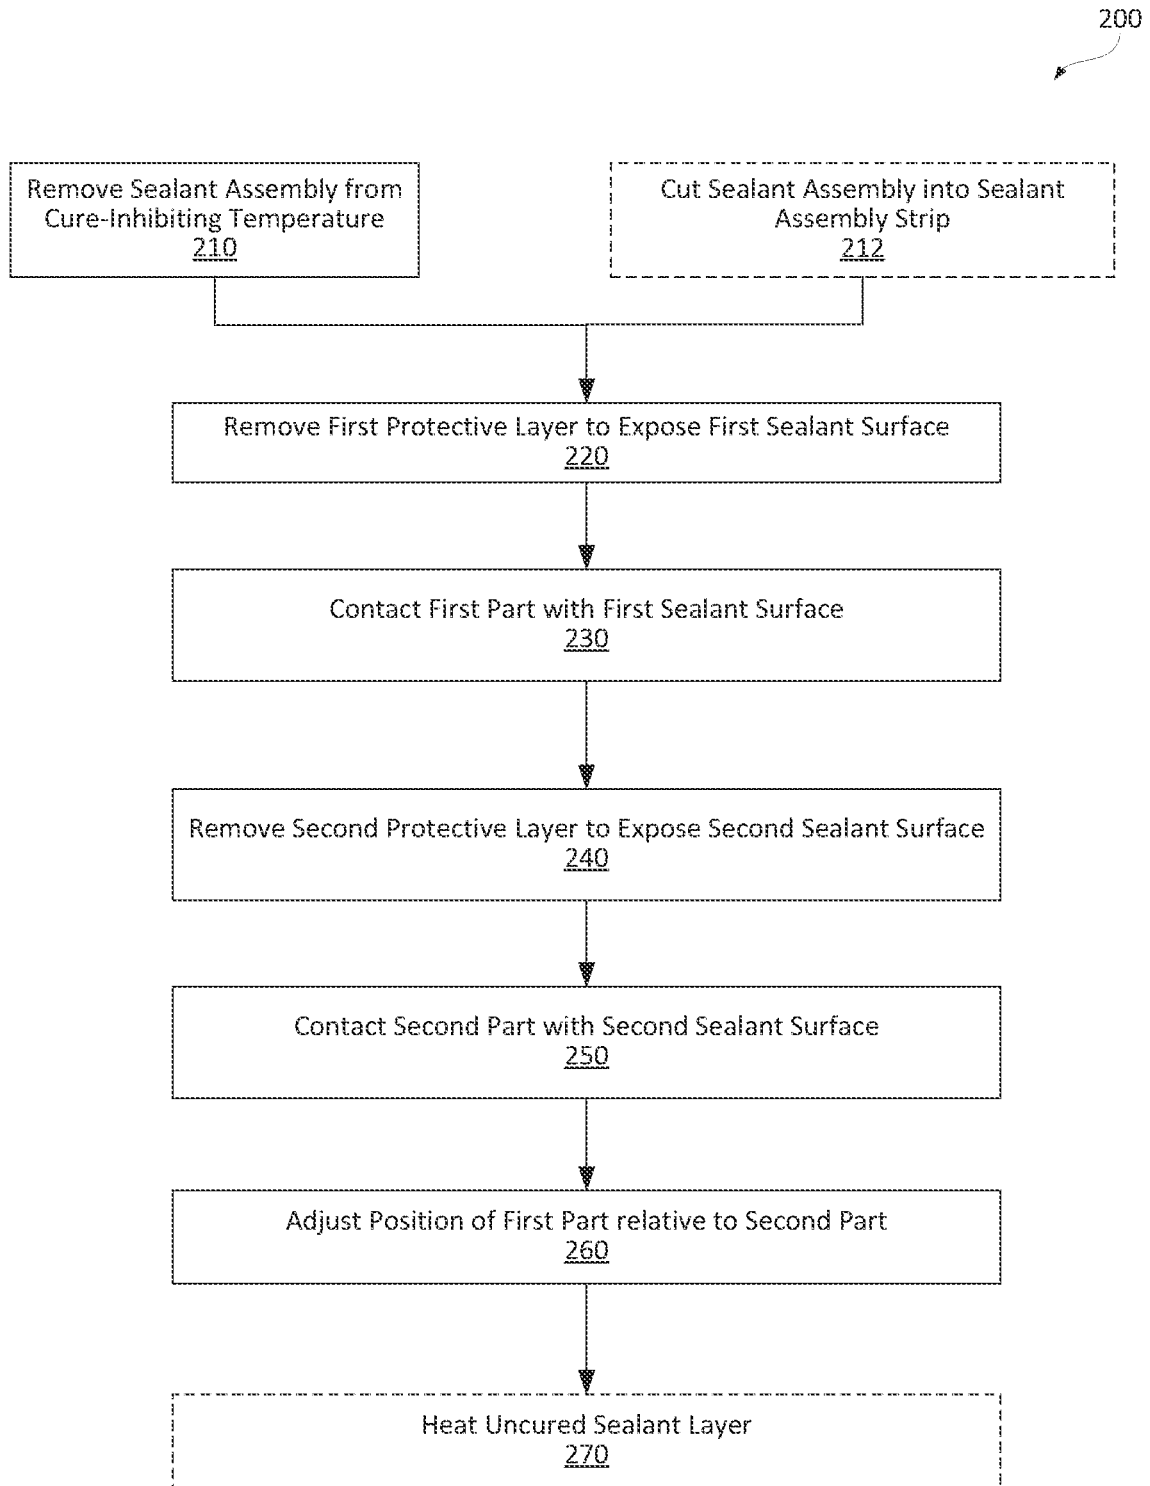 200
Remove Sealant Assembly from
Cure-Inhibiting Temperature
210
Cut Sealant Assembly into Sealant
Assembly Strip
212
Remove First Protective Layer to Expose First Sealant Surface
220
Contact First Part with First Sealant Surface
230
Remove Second Protective Layer to Expose Second Sealant Surface
240
Contact Second Part with Second Sealant Surface
250
Adjust Position of First Part relative to Second Part
260
Heat Uncured Sealant Layer
270